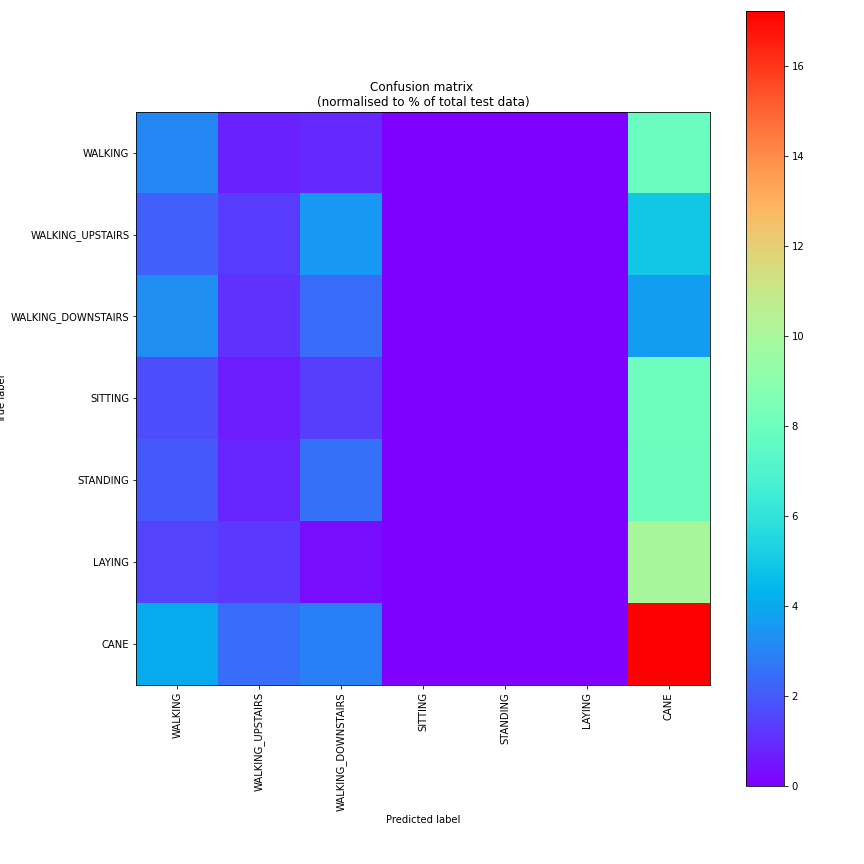 Confusion matrix
(normalised to % of total test data)
WALKING
WALKING_UPSTAIRS
WALKING_DOWNSTAIRS
SITTING
STANDING
LAYING
CANE
WALKING
WALKING_UPSTAIRS
WALKING_DOWNSTAIRS
SITTING
STANDING
LAYING
CANE
Predicted label
label
16
14
12
10
8
6
4
2
0